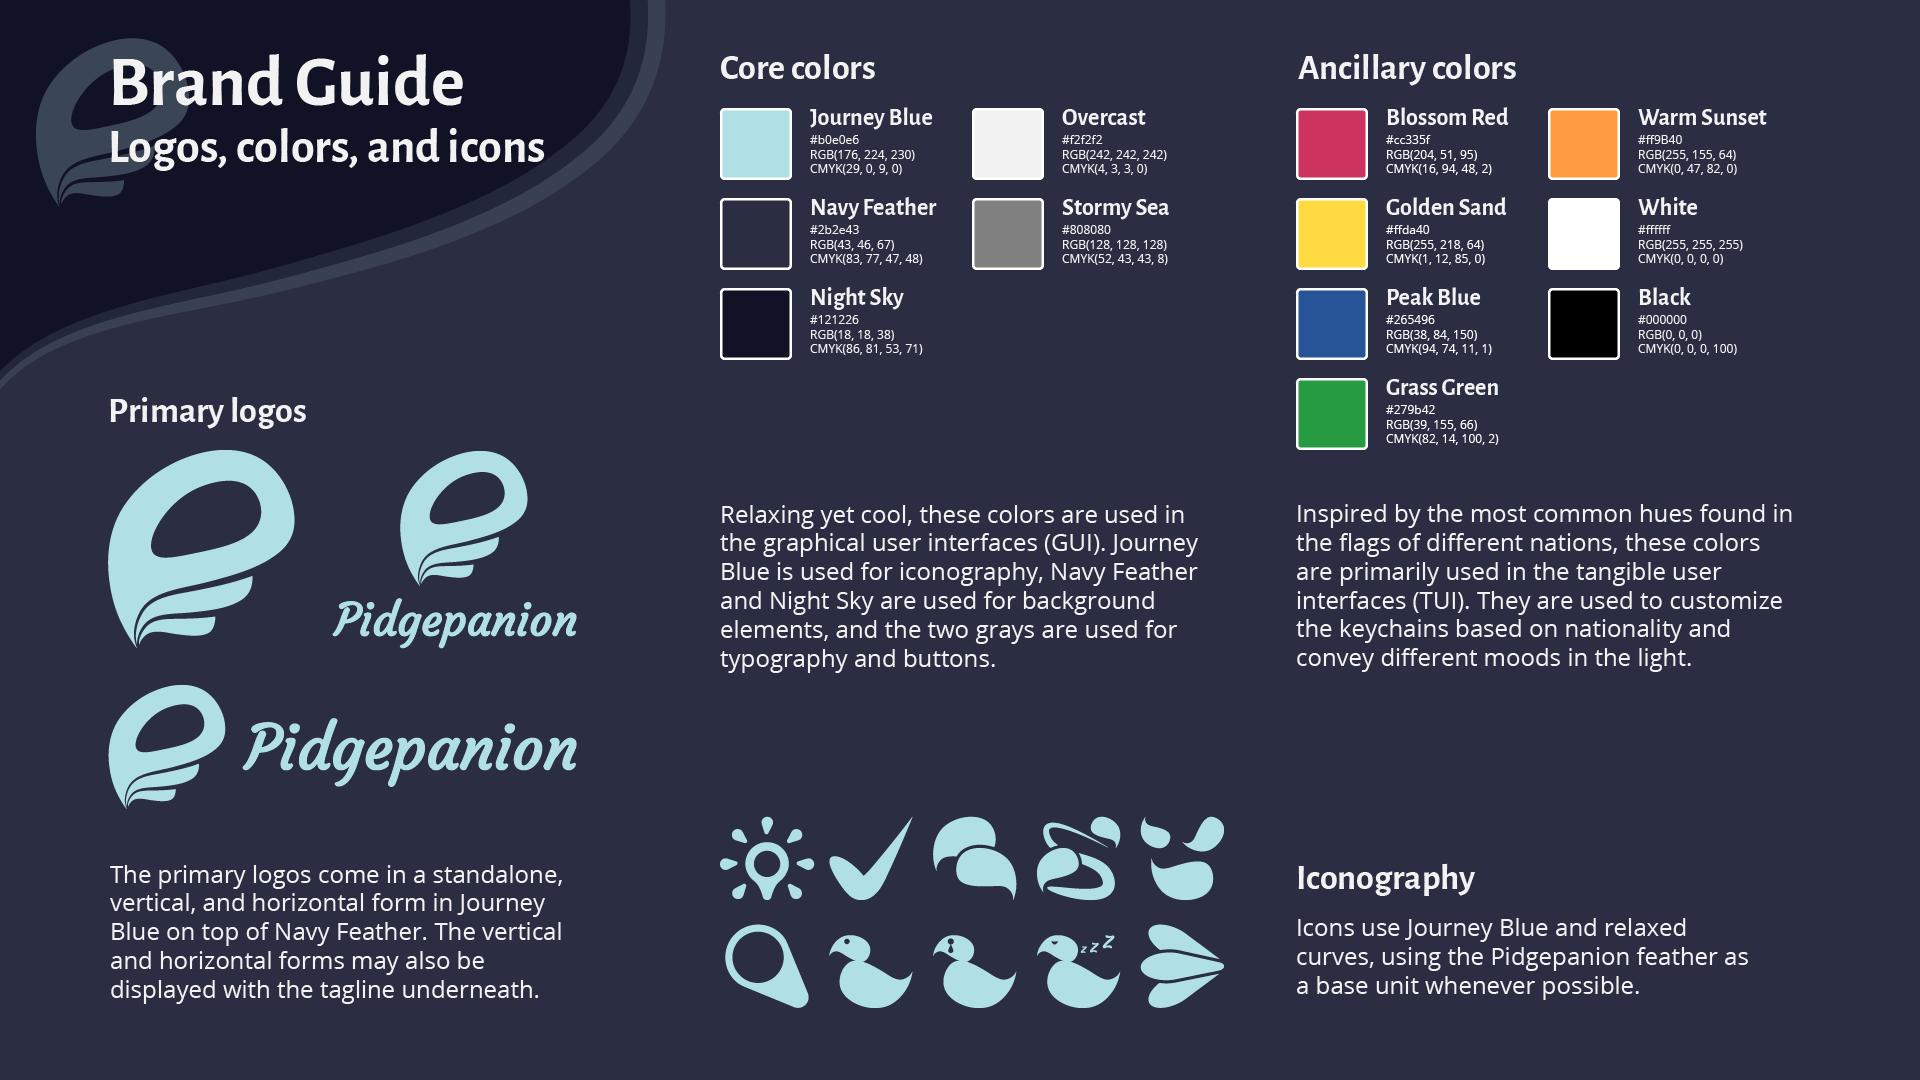 Brand Guide
Logos, colors, and icons
Primary logos
Pidgepanion
Pidgepanion
The primary logos come in a standalone,
vertical, and horizontal form in Journey
Blue on top of Navy Feather. The vertical
and horizontal forms may also be
displayed with the tagline underneath.
Core colors
Journey Blue
#b0e0e6
RGB(176, 224, 230)
CMYK(29, 0, 9, 0)
Navy Feather
#2b2e43
RGB(43, 46, 67)
CMYK(83, 77, 47, 48)
Night Sky
#121226
RGB(18, 18, 38)
CMYK(86, 81, 53, 71)
Overcast
#f2f2f2
RGB(242, 242, 242)
CMYK(4, 3, 3, 0)
Stormy Sea
#808080
RGB(128, 128, 128)
CMYK(52, 43, 43, 8)
Relaxing yet cool, these colors are used in
the graphical user interfaces (GUI). Journey
Blue is used for iconography, Navy Feather
and Night Sky are used for background
elements, and the two grays are used for
typography and buttons.
Ancillary colors
Blossom Red
#cc335f
RGB(204, 51, 95)
CMYK(16, 94, 48, 2)
Golden Sand
#ffda40
RGB(255, 218, 64)
CMYK(1, 12, 85, 0)
Peak Blue
#265496
RGB(38, 84, 150)
CMYK(94, 74, 11, 1)
Grass Green
#279b42
RGB(39, 155, 66)
CMYK(82, 14, 100, 2)
Warm Sunset
#ff9B40
RGB(255, 155, 64)
CMYK(0, 47, 82, 0)
White
#ffffff
RGB(255, 255, 255)
CMYK(0, 0, 0, 0)
Black
#000000
RGB(0, 0, 0)
CMYK(0, 0, 0, 100)
Inspired by the most common hues found in
the flags of different nations, these colors
are primarily used in the tangible user
interfaces (TUI). They are used to customize
the keychains based on nationality and
convey different moods in the light.
z z z
Iconography
Icons use Journey Blue and relaxed
curves, using the Pidgepanion feather as
a base unit whenever possible.